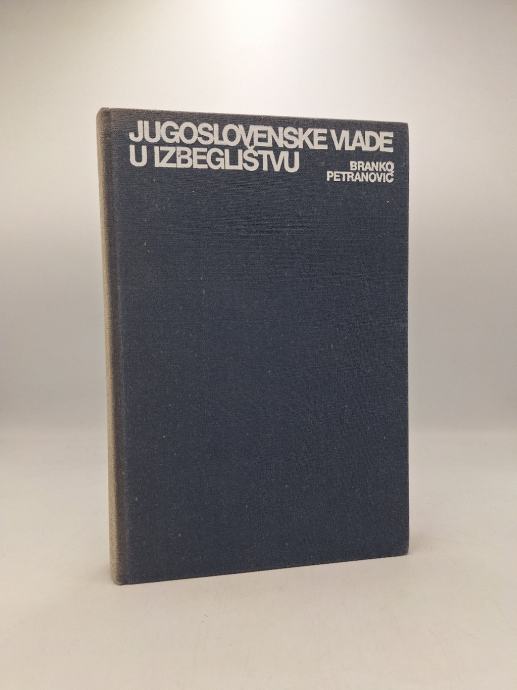 JUGOSLOVENSKE VLADE
U IZBEGLIŠTVU
BRANKO
PETRANOVIĆ